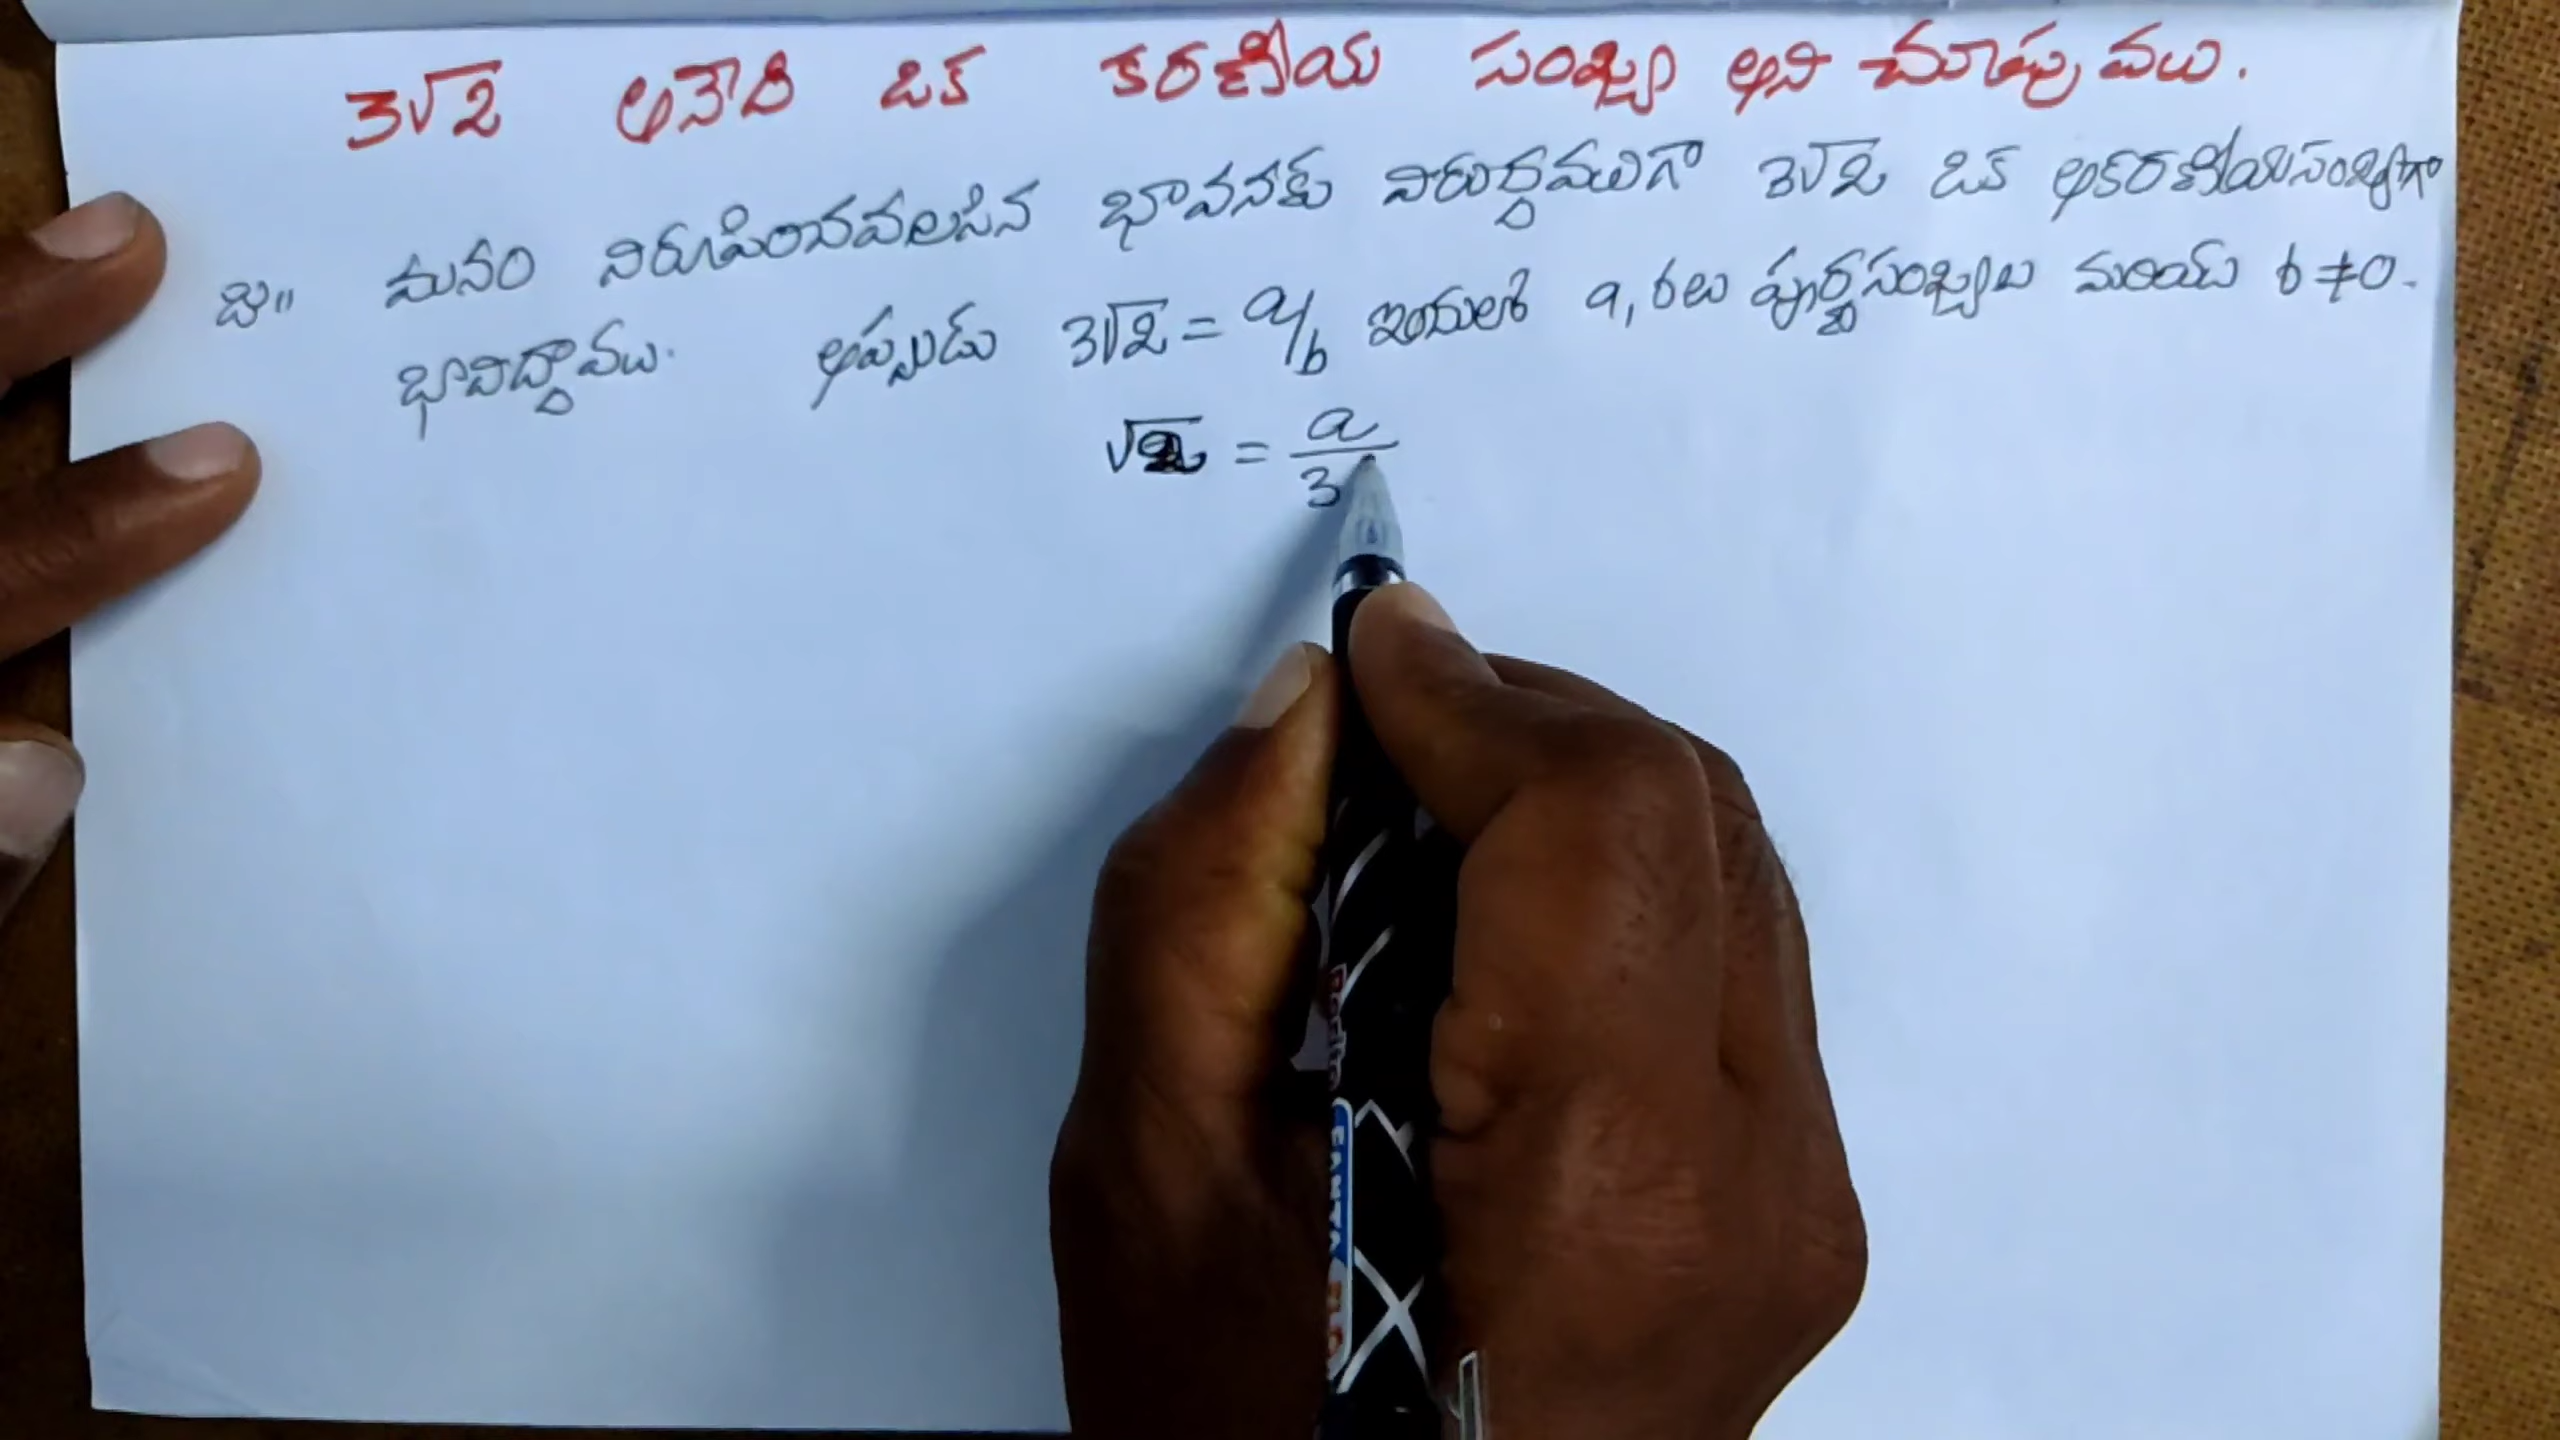 3√2 అనేది ఒక కరణీయ సంఖ్య అని చూపుము.
జ॥ మనం నిరూపించవలసిన భావనకు విరుద్ధముగా 3√2 ఒక అకరణీయసంఖ్యగా
భావిద్దాము. అప్పుడు 3√2 = a/b ఇందులో a, b లు పూర్ణసంఖ్యలు మరియు b ≠ 0.
√2 = a/3